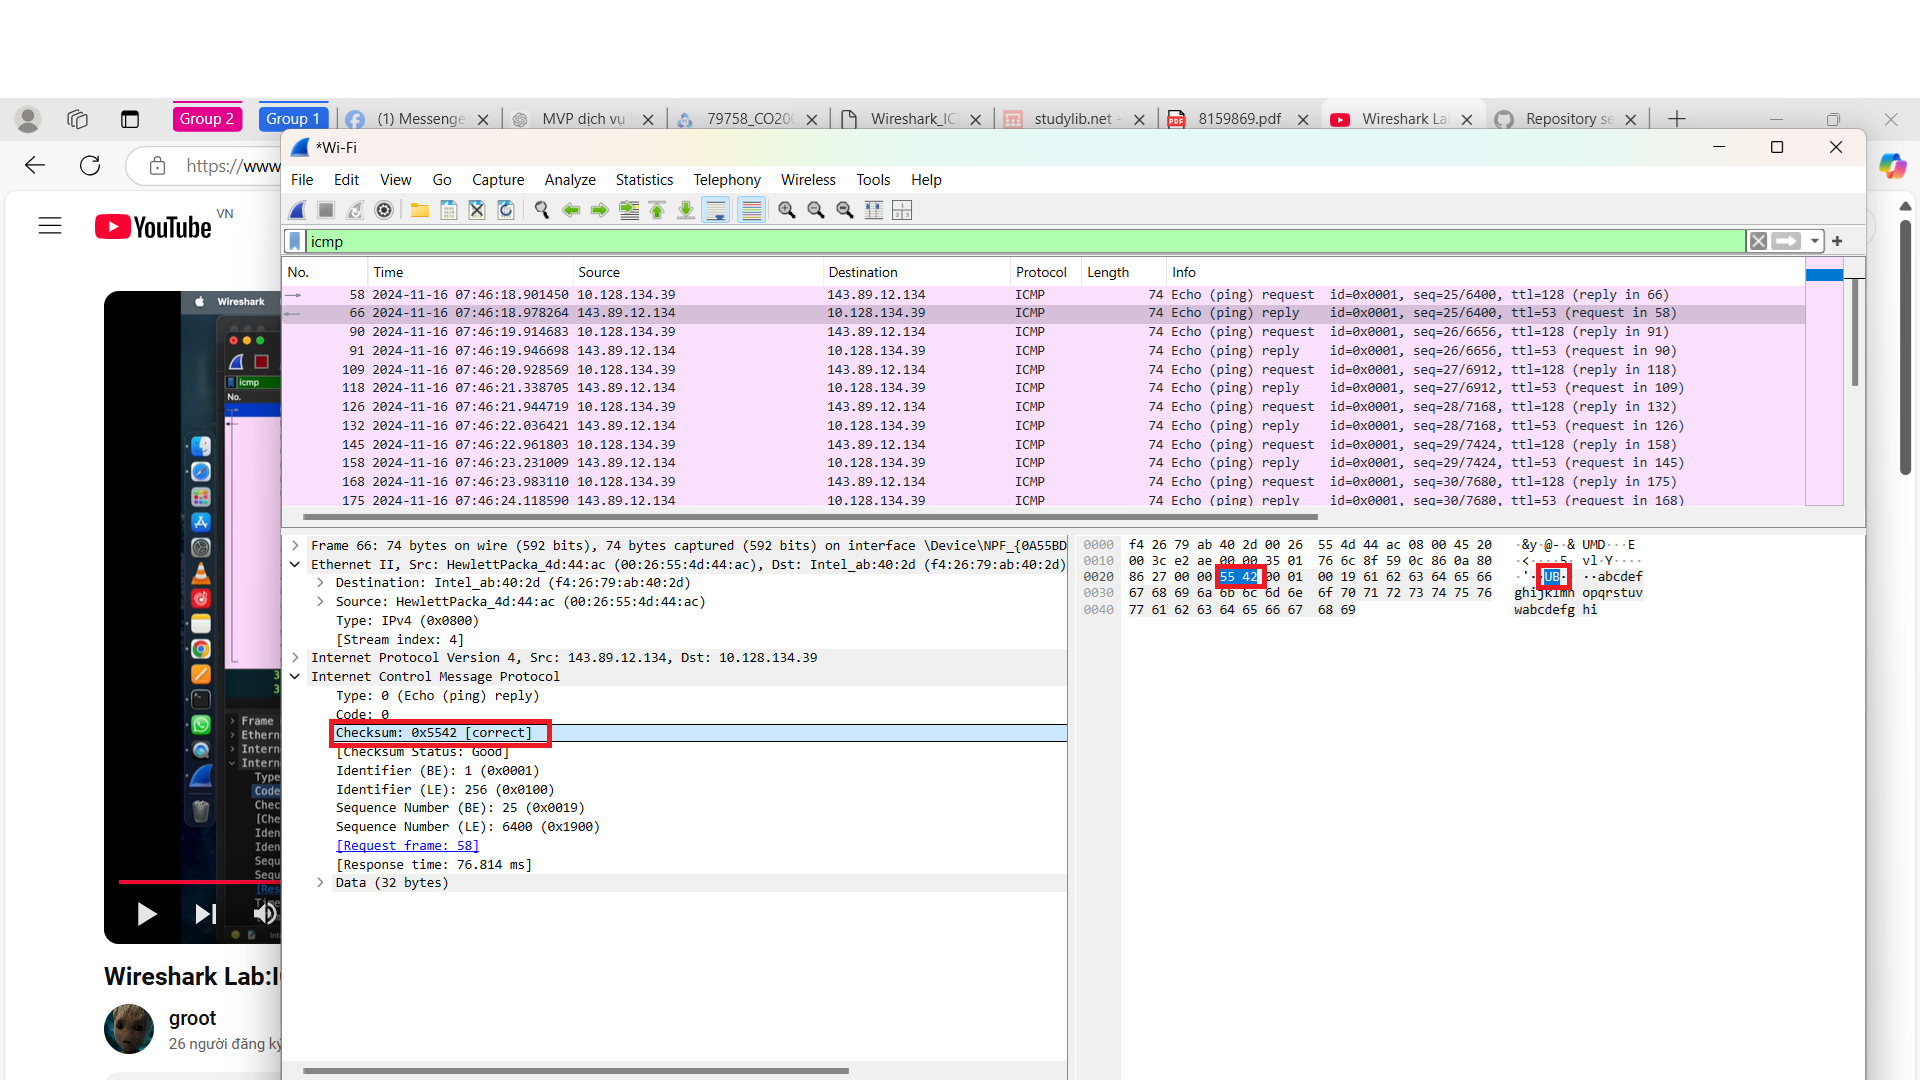 Group 2
Group 1
(1) Messenge
MVP dịch vụ
79758_CO20
Wireshark_IC
studylib.net -
8159869.pdf
Wireshark La
Repository se
https://www
*Wi-Fi
File Edit View Go Capture Analyze Statistics Telephony Wireless Tools Help
YouTube VN
icmp
No. Time Source Destination Protocol Length Info
58 2024-11-16 07:46:18.901450 10.128.134.39 143.89.12.134 ICMP 74 Echo (ping) request id=0x0001, seq=25/6400, ttl=128 (reply in 66)
66 2024-11-16 07:46:18.978264 143.89.12.134 10.128.134.39 ICMP 74 Echo (ping) reply id=0x0001, seq=25/6400, ttl=53 (request in 58)
90 2024-11-16 07:46:19.914683 10.128.134.39 143.89.12.134 ICMP 74 Echo (ping) request id=0x0001, seq=26/6656, ttl=128 (reply in 91)
91 2024-11-16 07:46:19.946698 143.89.12.134 10.128.134.39 ICMP 74 Echo (ping) reply id=0x0001, seq=26/6656, ttl=53 (request in 90)
109 2024-11-16 07:46:20.928569 10.128.134.39 143.89.12.134 ICMP 74 Echo (ping) request id=0x0001, seq=27/6912, ttl=128 (reply in 118)
118 2024-11-16 07:46:21.338705 143.89.12.134 10.128.134.39 ICMP 74 Echo (ping) reply id=0x0001, seq=27/6912, ttl=53 (request in 109)
126 2024-11-16 07:46:21.944719 10.128.134.39 143.89.12.134 ICMP 74 Echo (ping) request id=0x0001, seq=28/7168, ttl=128 (reply in 132)
132 2024-11-16 07:46:22.036421 143.89.12.134 10.128.134.39 ICMP 74 Echo (ping) reply id=0x0001, seq=28/7168, ttl=53 (request in 126)
145 2024-11-16 07:46:22.961803 10.128.134.39 143.89.12.134 ICMP 74 Echo (ping) request id=0x0001, seq=29/7424, ttl=128 (reply in 158)
158 2024-11-16 07:46:23.231009 143.89.12.134 10.128.134.39 ICMP 74 Echo (ping) reply id=0x0001, seq=29/7424, ttl=53 (request in 145)
168 2024-11-16 07:46:23.983110 10.128.134.39 143.89.12.134 ICMP 74 Echo (ping) request id=0x0001, seq=30/7680, ttl=128 (reply in 175)
175 2024-11-16 07:46:24.118590 143.89.12.134 10.128.134.39 ICMP 74 Echo (ping) reply id=0x0001, seq=30/7680, ttl=53 (request in 168)
Frame 66: 74 bytes on wire (592 bits), 74 bytes captured (592 bits) on interface \Device\NPF_{0A55BD
Ethernet II, Src: HewlettPacka_4d:44:ac (00:26:55:4d:44:ac), Dst: Intel_ab:40:2d (f4:26:79:ab:40:2d)
Destination: Intel_ab:40:2d (f4:26:79:ab:40:2d)
Source: HewlettPacka_4d:44:ac (00:26:55:4d:44:ac)
Type: IPv4 (0x0800)
[Stream index: 4]
Internet Protocol Version 4, Src: 143.89.12.134, Dst: 10.128.134.39
Internet Control Message Protocol
Type: 0 (Echo (ping) reply)
Code: 0
Checksum: 0x5542 [correct]
[Checksum Status: Good]
Identifier (BE): 1 (0x0001)
Identifier (LE): 256 (0x0100)
Sequence Number (BE): 25 (0x0019)
Sequence Number (LE): 6400 (0x1900)
[Request frame: 58]
[Response time: 76.814 ms]
Data (32 bytes)
0000 f4 26 79 ab 40 2d 00 26 55 4d 44 ac 08 00 45 20 ·&y·@-·& UMD···E
0010 00 3c e2 ae 00 00 35 01 76 6c 8f 59 0c 86 0a 80 ·<····5· vl·Y····
0020 86 27 00 00 55 42 00 01 00 19 61 62 63 64 65 66 ·'··UB·· ··abcdef
0030 67 68 69 6a 6b 6c 6d 6e 6f 70 71 72 73 74 75 76 ghijklmn opqrstuv
0040 77 61 62 63 64 65 66 67 68 69 wabcdefg hi
Wireshark
icmp
No.
Frame
Ethern
Intern
Intern
Type
Code
Chec
[Che
Iden
Iden
Sequ
Sequ
[Res
Wireshark Lab:I
groot
26 người đăng ký